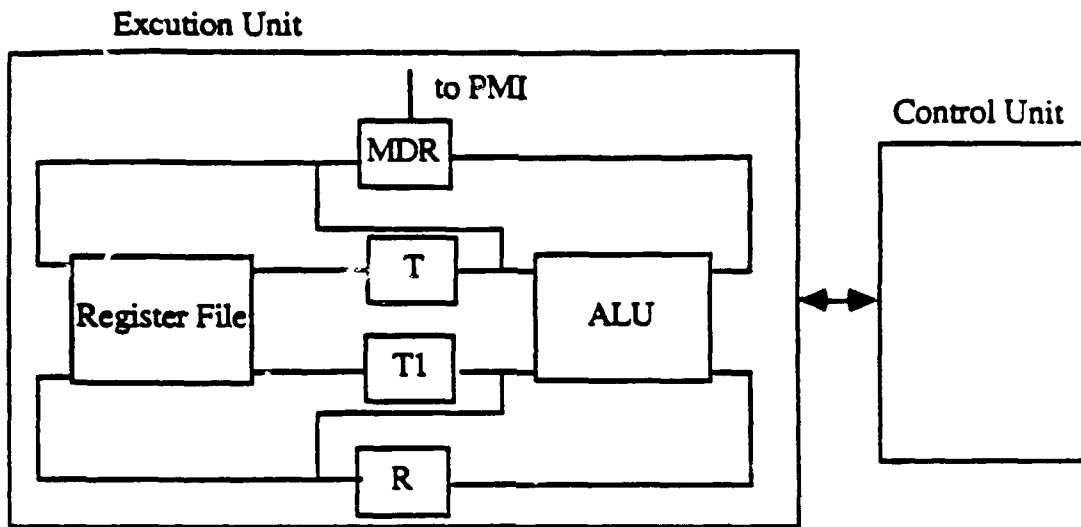 Excution Unit
to PMI
Control Unit
MDR
T
Register File
ALU
T1
R